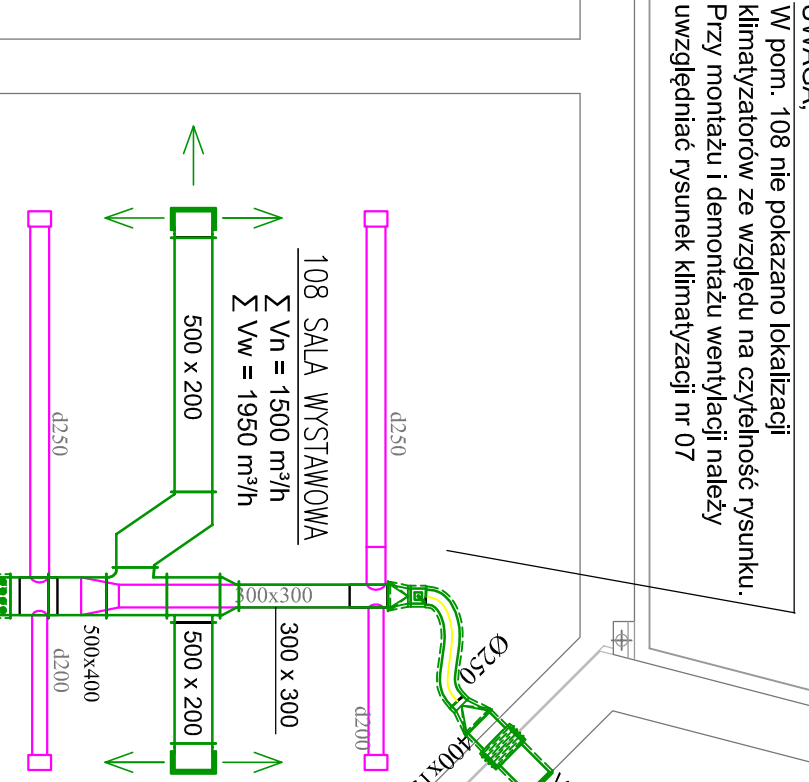 UWAGA,
W pom. 108 nie pokazano lokalizacji
klimatyzatorów ze względu na czytelność rysunku.
Przy montażu i demontażu wentylacji należy
uwzględniać rysunek klimatyzacji nr 07
108 SALA WYSTAWOWA
∑ Vn = 1500 m³/h
∑ Vw = 1950 m³/h
500 x 200
d250
d250
300x300
300 x 300
500 x 200
500x400
d200
d200
Ø250